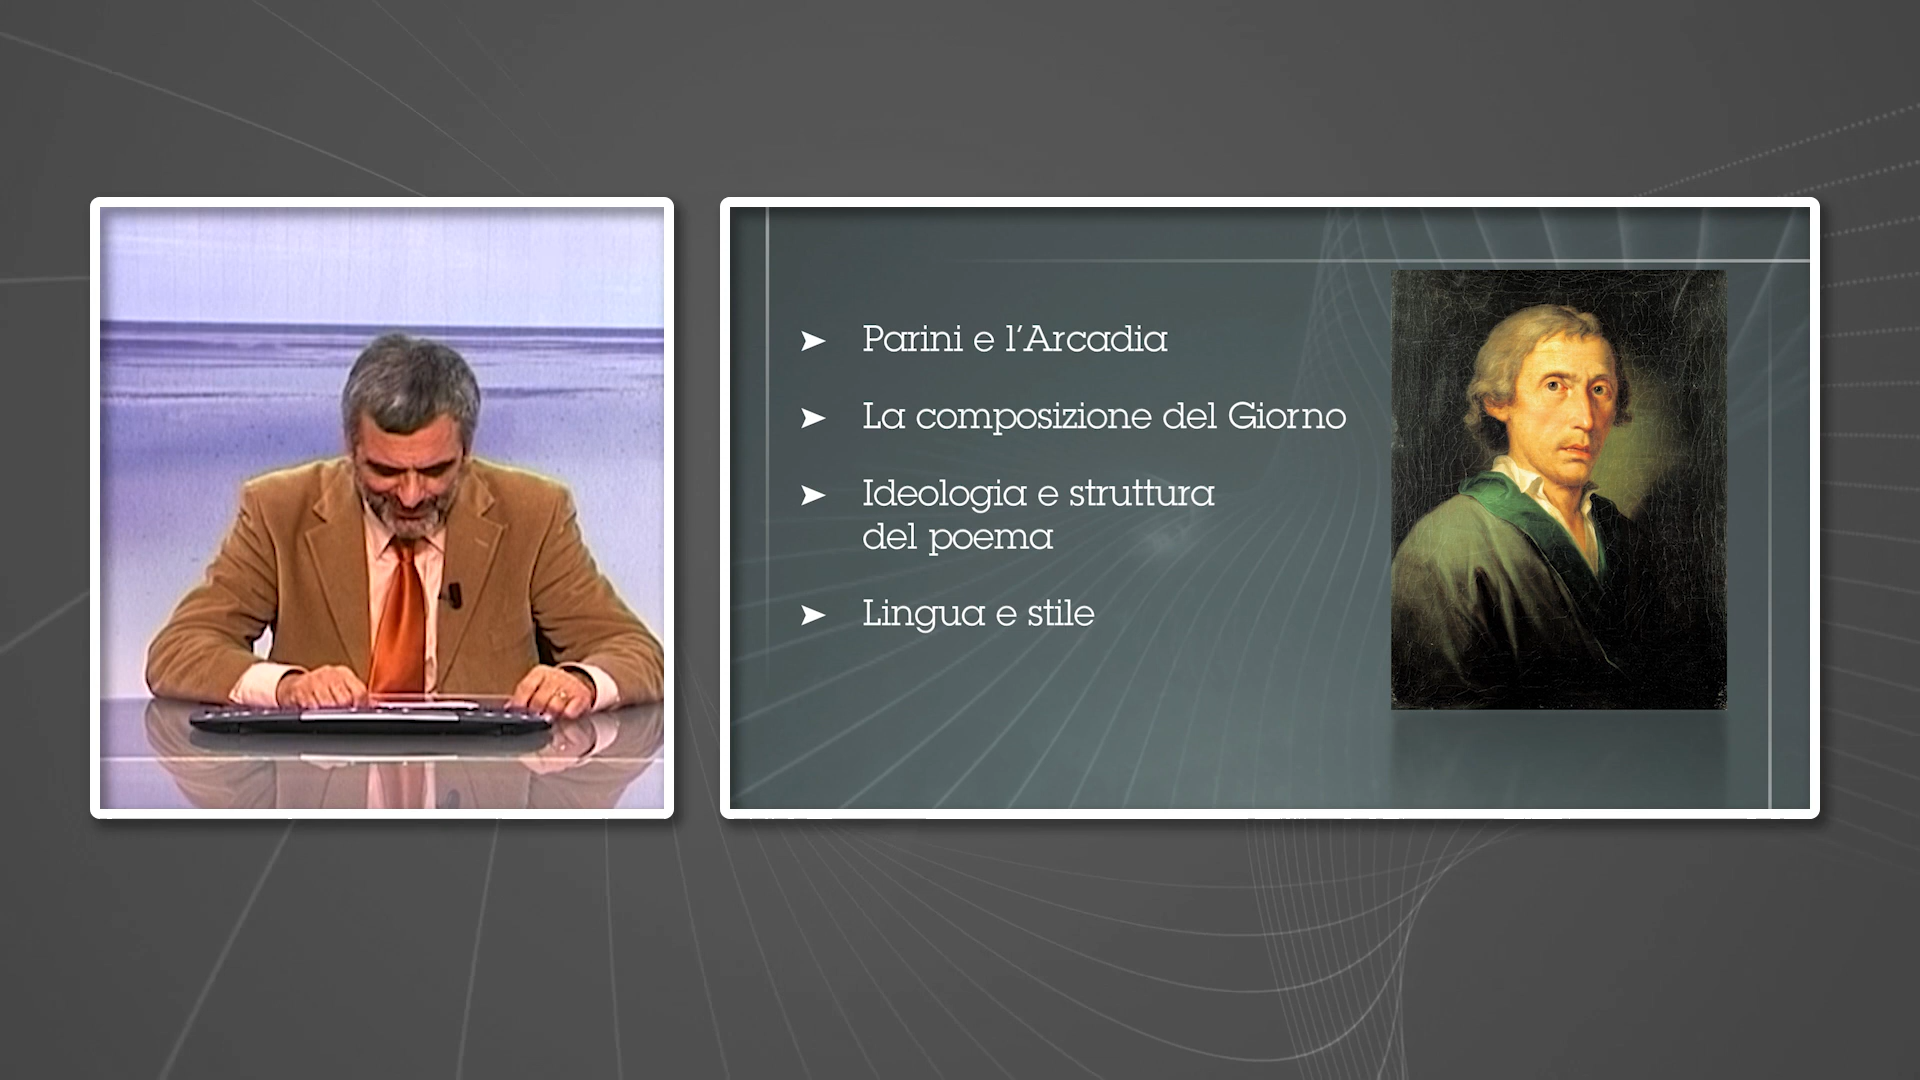 ➤ Parini e l'Arcadia
➤ La composizione del Giorno
➤ Ideologia e struttura
del poema
➤ Lingua e stile